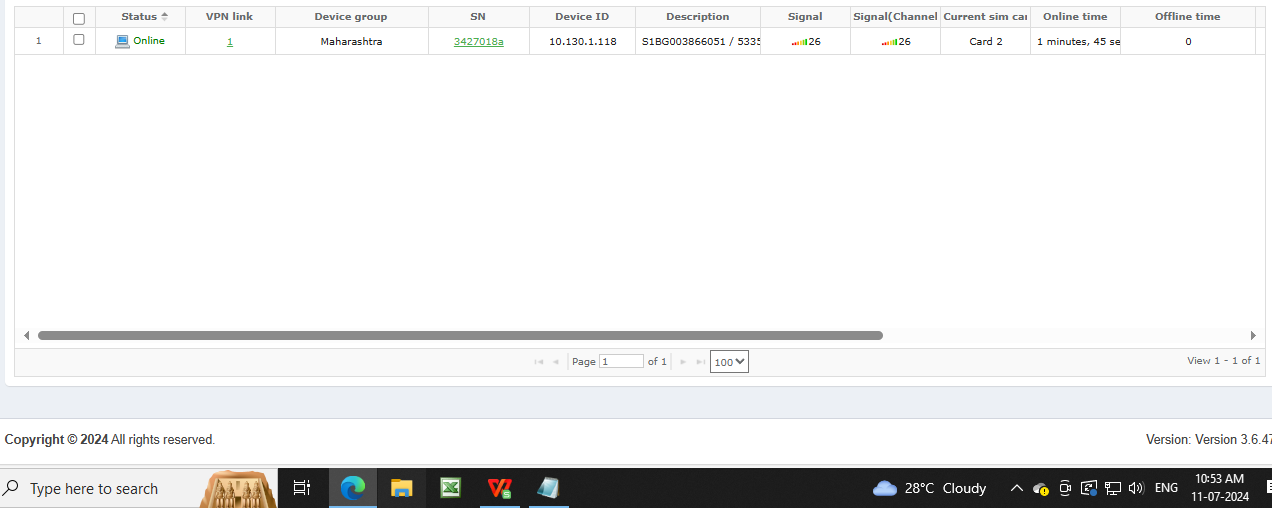 Status VPN link Device group SN Device ID Description Signal Signal(Channel Current sim car Online time Offline time
1 Online 1 Maharashtra 3427018a 10.130.1.118 S1BG003866051 / 5335 26 26 Card 2 1 minutes, 45 se 0
Page 1 of 1 100 View 1 - 1 of 1
Copyright © 2024 All rights reserved. Version: Version 3.6.47
Type here to search 28°C Cloudy ENG 10:53 AM
11-07-2024